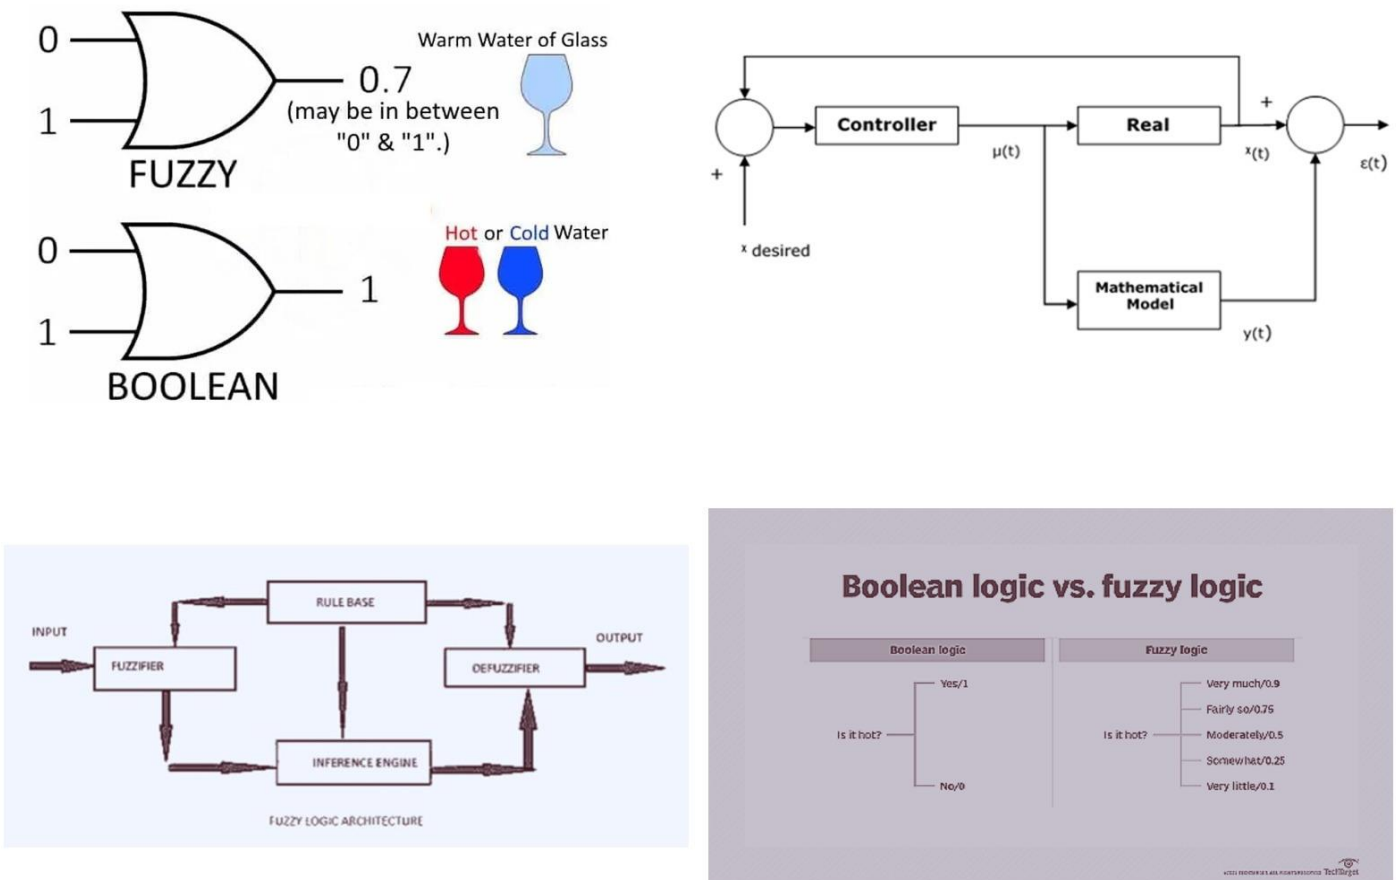 0
1
0.7
(may be in between
"0" & "1".)
FUZZY
Warm Water of Glass
0
1
1
BOOLEAN
Hot or Cold Water
Controller
Real
Mathematical
Model
+
x desired
μ(t)
+
x(t)
ε(t)
y(t)
RULE BASE
INPUT
FUZZIFIER
DEFUZZIFIER
OUTPUT
INFERENCE ENGINE
FUZZY LOGIC ARCHITECTURE
Boolean logic vs. fuzzy logic
Boolean logic
Is it hot?
Yes/1
No/0
Fuzzy logic
Is it hot?
Very much/0.9
Fairly so/0.75
Moderately/0.5
Somewhat/0.25
Very little/0.1
TechTarget